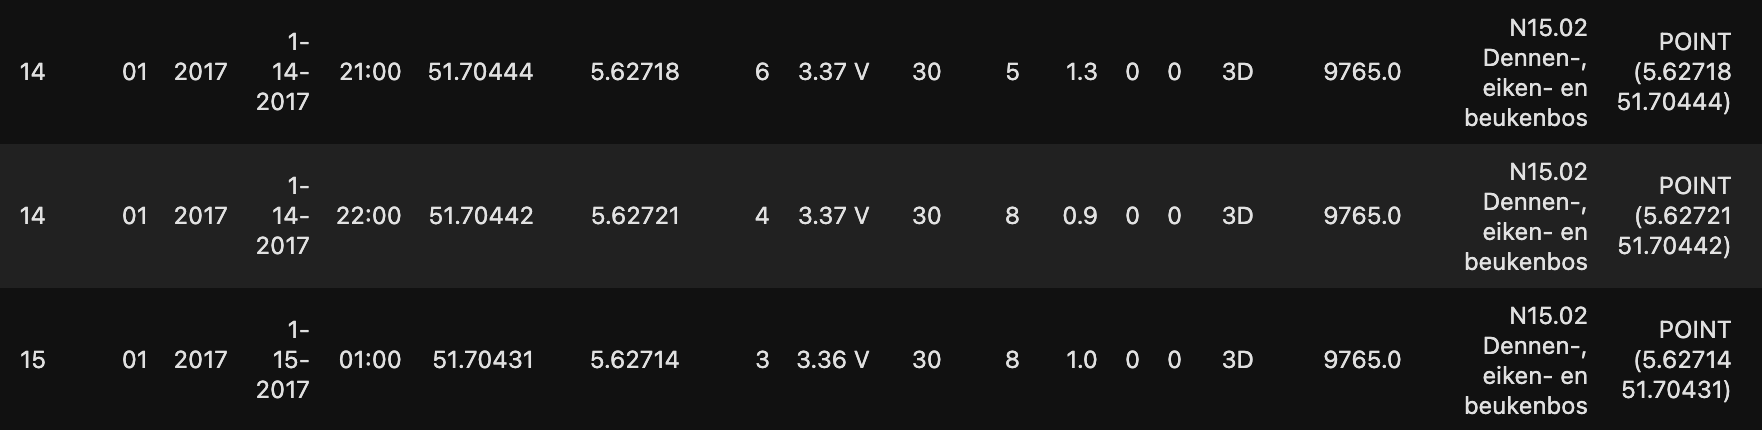 14 01 2017 1-14-2017 21:00 51.70444 5.62718 6 3.37 V 30 5 1.3 0 0 3D 9765.0 N15.02 Dennen-, eiken- en beukenbos POINT (5.62718 51.70444)
14 01 2017 1-14-2017 22:00 51.70442 5.62721 4 3.37 V 30 8 0.9 0 0 3D 9765.0 N15.02 Dennen-, eiken- en beukenbos POINT (5.62721 51.70442)
15 01 2017 1-15-2017 01:00 51.70431 5.62714 3 3.36 V 30 8 1.0 0 0 3D 9765.0 N15.02 Dennen-, eiken- en beukenbos POINT (5.62714 51.70431)